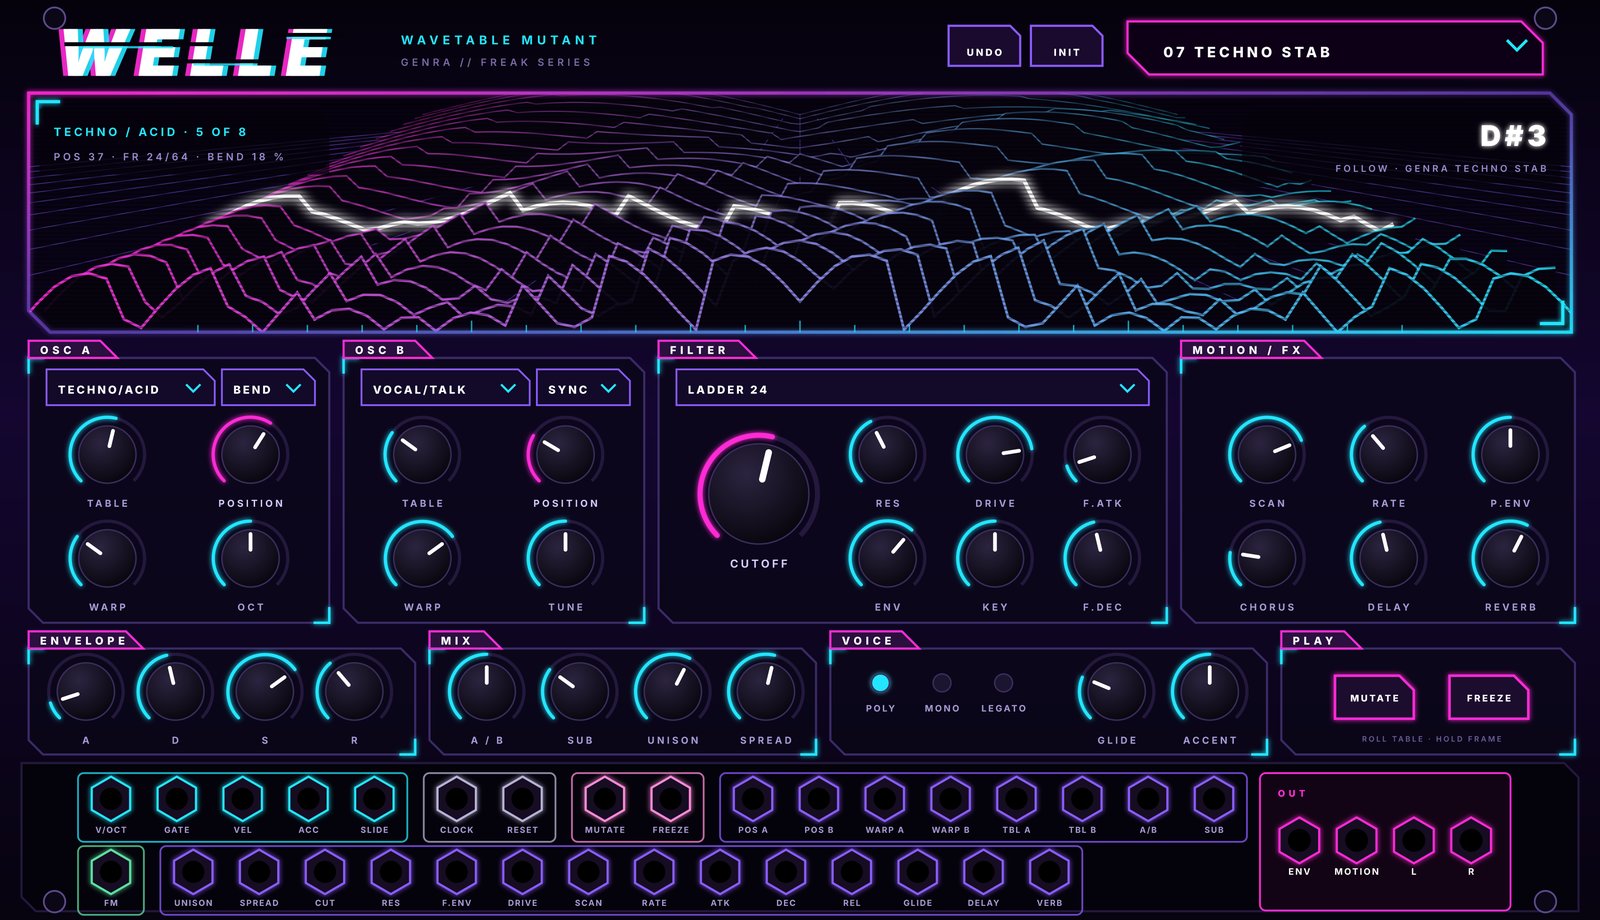 WELLE
WAVETABLE MUTANT
GENRA // FREAK SERIES
UNDO
INIT
07 TECHNO STAB
TECHNO / ACID · 5 OF 8
POS 37 · FR 24/64 · BEND 18 %
D#3
FOLLOW · GENRA TECHNO STAB
OSC A
TECHNO/ACID
BEND
TABLE
POSITION
WARP
OCT
OSC B
VOCAL/TALK
SYNC
TABLE
POSITION
WARP
TUNE
FILTER
LADDER 24
CUTOFF
RES
DRIVE
F.ATK
ENV
KEY
F.DEC
MOTION / FX
SCAN
RATE
P.ENV
CHORUS
DELAY
REVERB
ENVELOPE
A
D
S
R
MIX
A / B
SUB
UNISON
SPREAD
VOICE
POLY
MONO
LEGATO
GLIDE
ACCENT
PLAY
MUTATE
FREEZE
ROLL TABLE · HOLD FRAME
V/OCT
GATE
VEL
ACC
SLIDE
CLOCK
RESET
MUTATE
FREEZE
POS A
POS B
WARP A
WARP B
TBL A
TBL B
A/B
SUB
FM
UNISON
SPREAD
CUT
RES
F.ENV
DRIVE
SCAN
RATE
ATK
DEC
REL
GLIDE
DELAY
VERB
OUT
ENV
MOTION
L
R